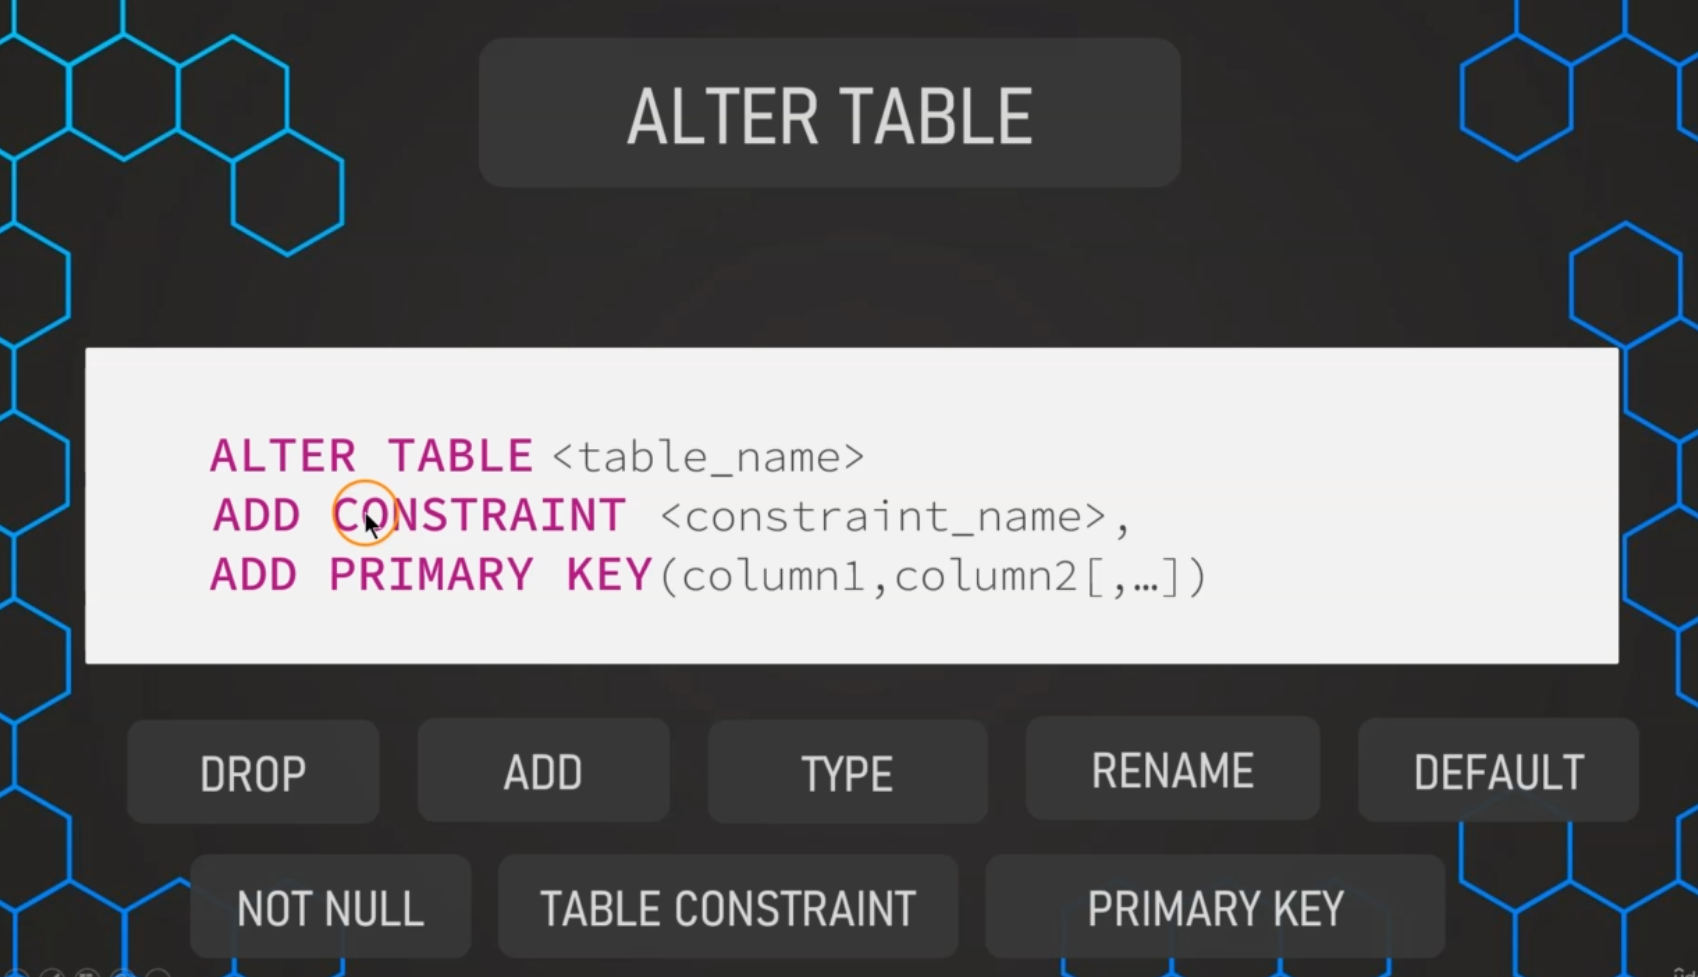 ALTER TABLE
ALTER TABLE <table_name>
ADD CONSTRAINT <constraint_name>,
ADD PRIMARY KEY(column1,column2[,…])
DROP
ADD
TYPE
RENAME
DEFAULT
NOT NULL
TABLE CONSTRAINT
PRIMARY KEY